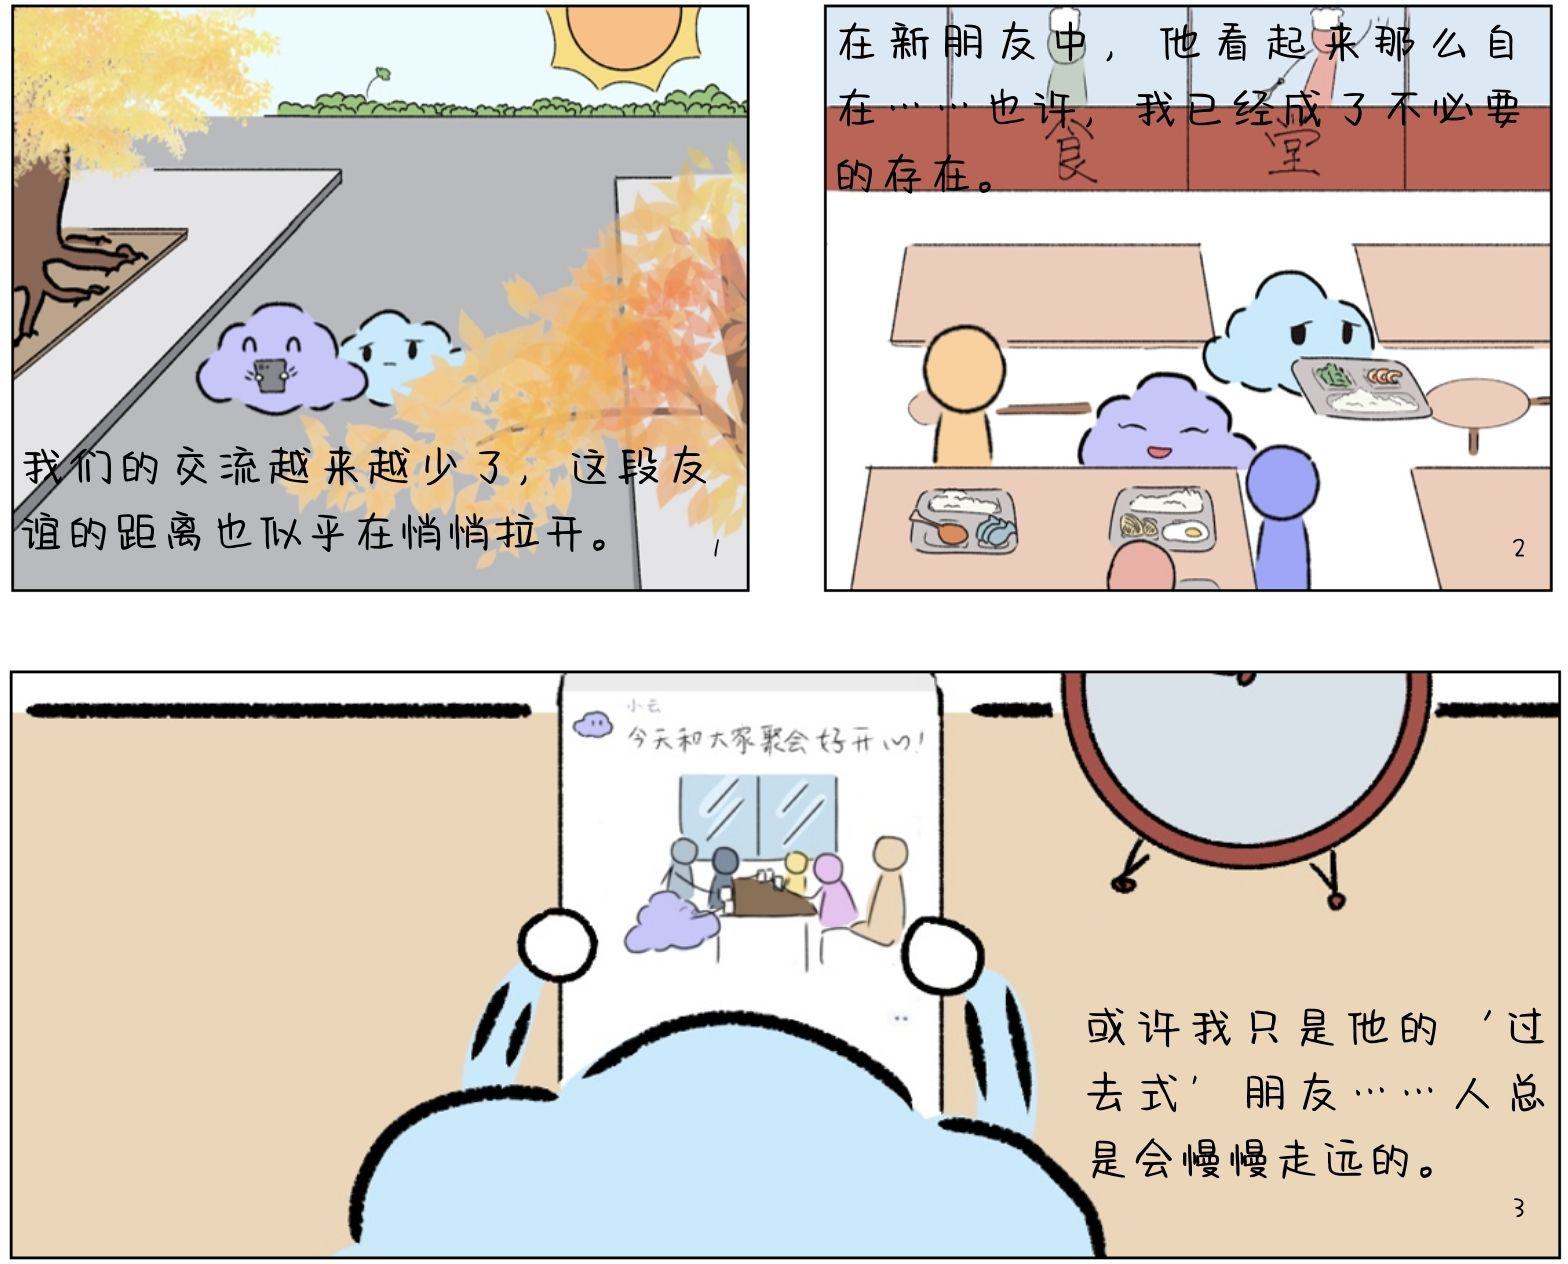 我们的交流越来越少了，这段友
谊的距离也似乎在悄悄拉开。
1
在新朋友中，他看起来那么自
在……也许，我已经成了不必要
的存在。
食堂
2
小云
今天和大家聚会好开心！
或许我只是他的‘过
去式’朋友……人总
是会慢慢走远的。
3